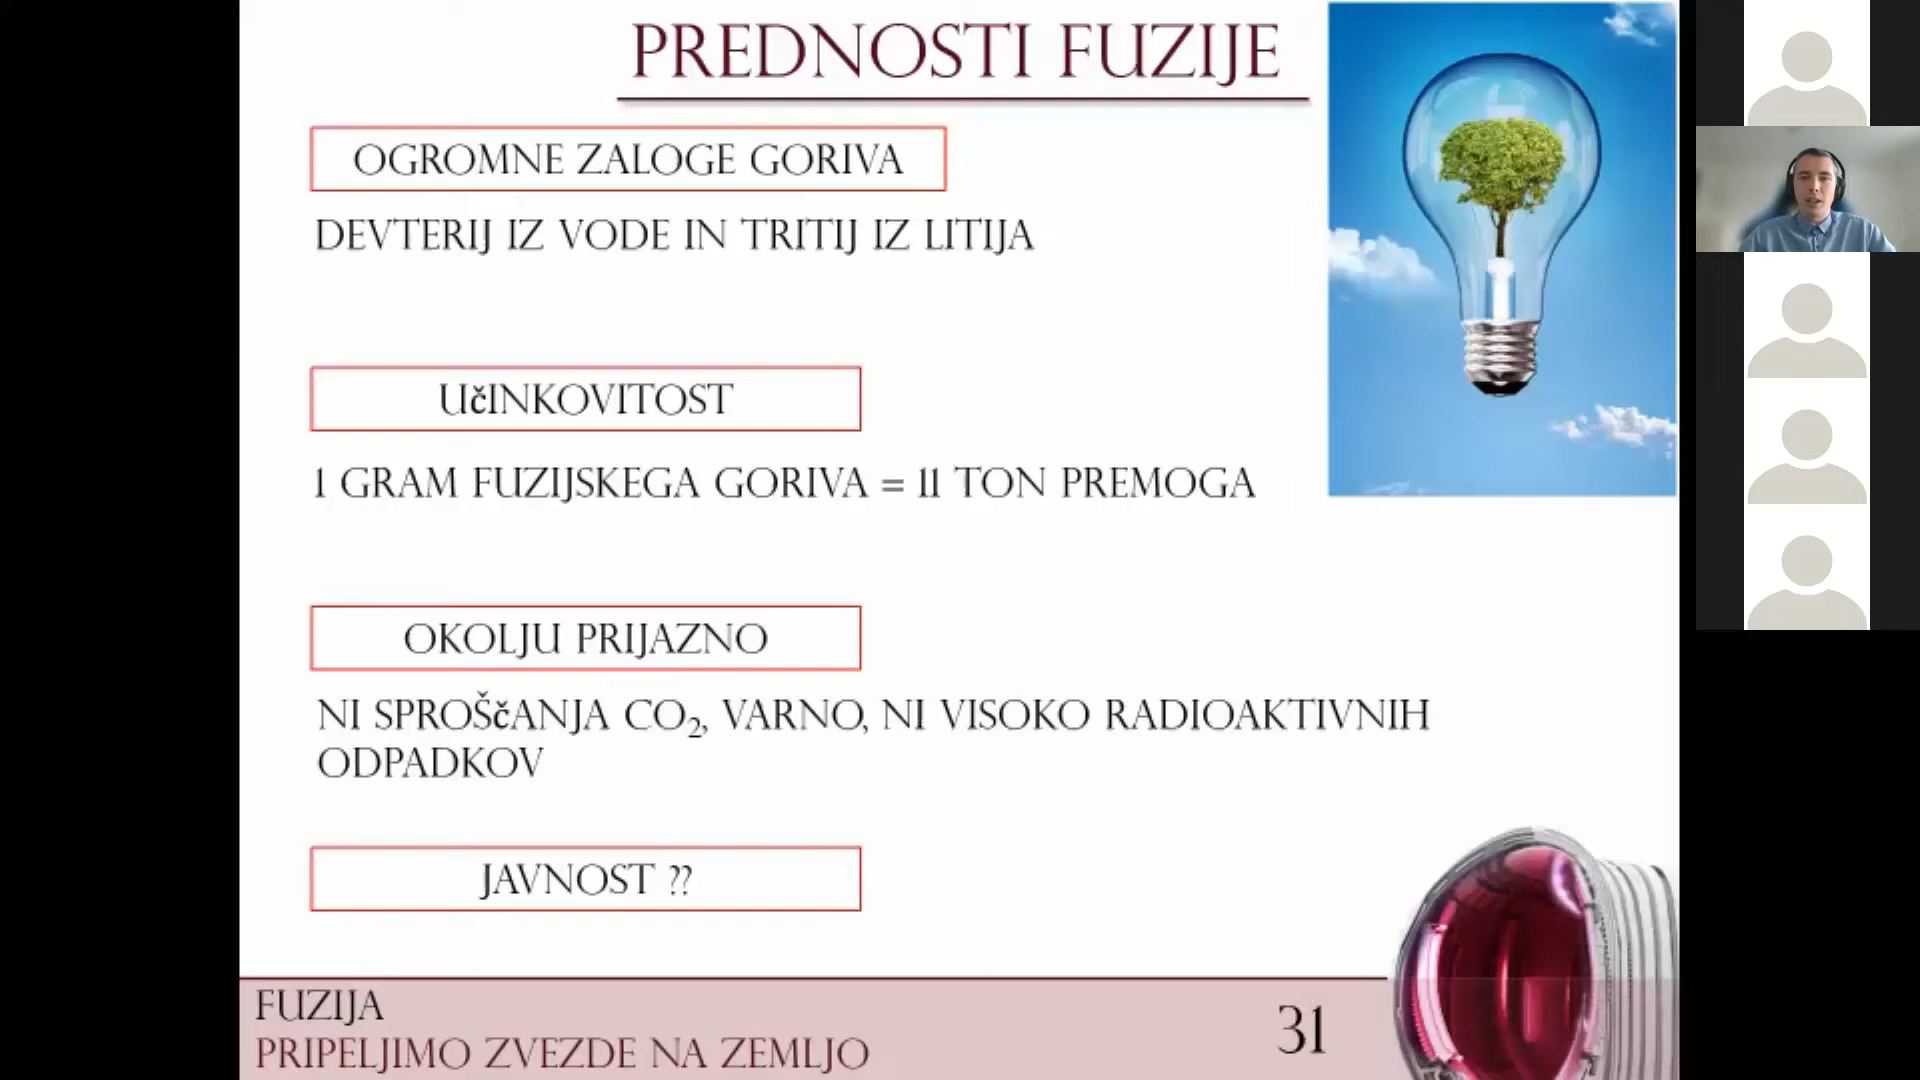 PREDNOSTI FUZIJE
OGROMNE ZALOGE GORIVA
DEVTERIJ IZ VODE IN TRITIJ IZ LITIJA
UčINKOVITOST
1 GRAM FUZIJSKEGA GORIVA = 11 TON PREMOGA
OKOLJU PRIJAZNO
NI SPROŠčANJA CO₂, VARNO, NI VISOKO RADIOAKTIVNIH
ODPADKOV
JAVNOST ??
FUZIJA
PRIPELJIMO ZVEZDE NA ZEMLJO
31